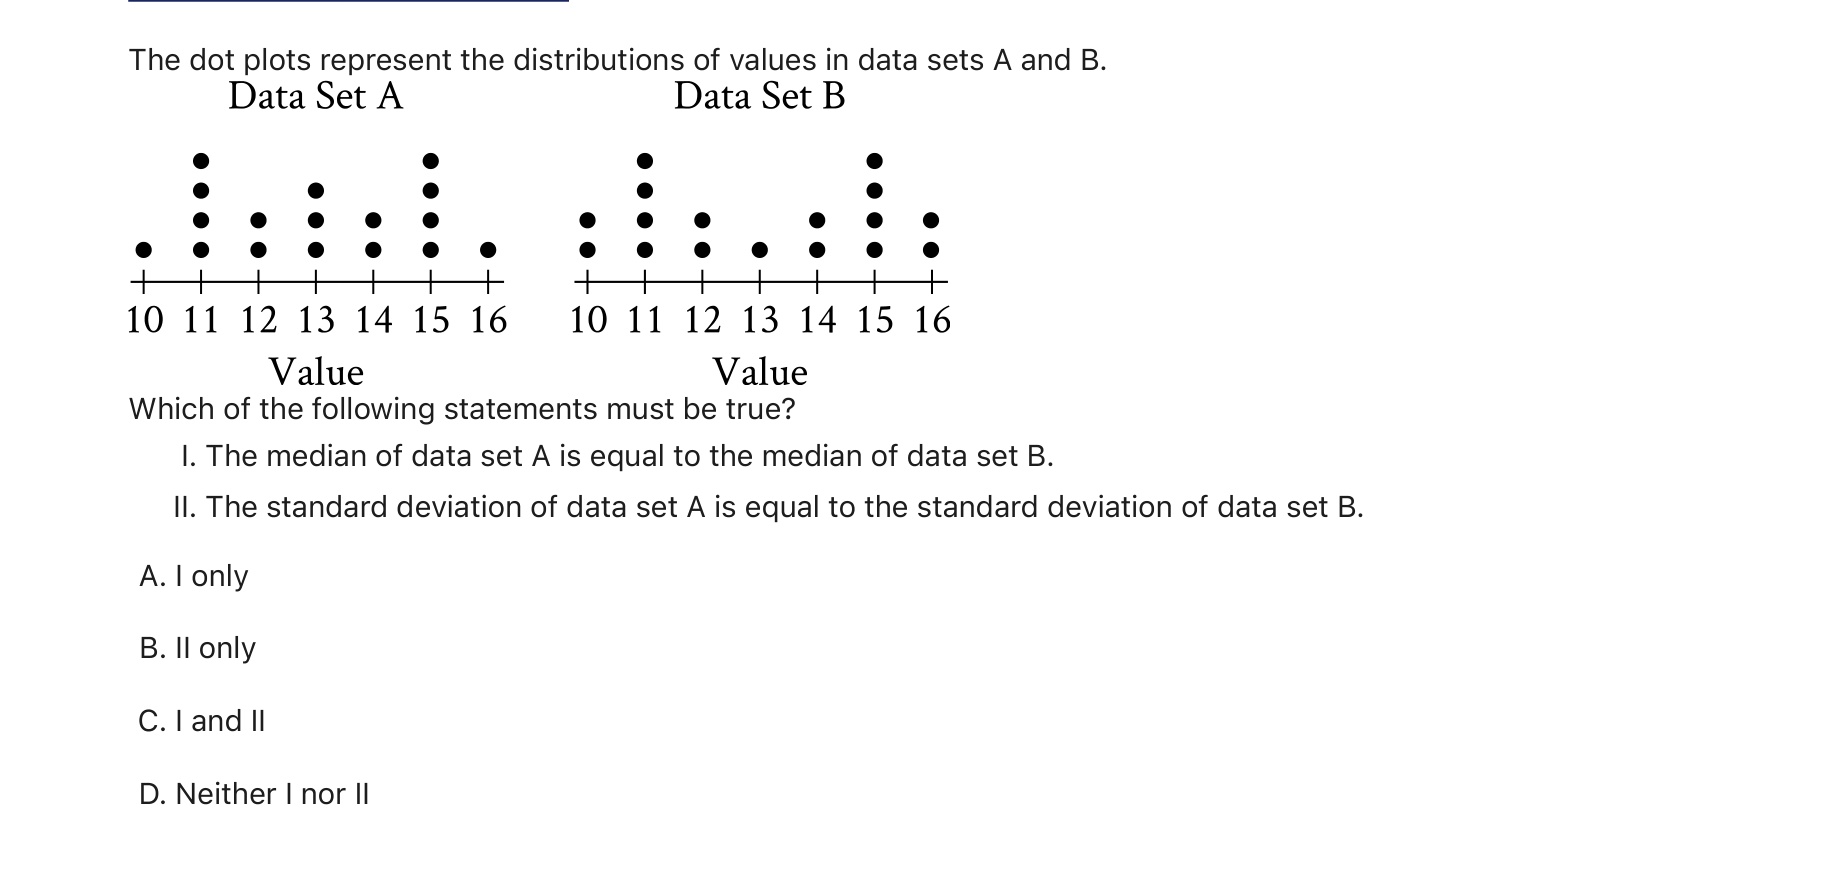 The dot plots represent the distributions of values in data sets A and B.
Data Set A Data Set B
10 11 12 13 14 15 16 10 11 12 13 14 15 16
Value Value
Which of the following statements must be true?
I. The median of data set A is equal to the median of data set B.
II. The standard deviation of data set A is equal to the standard deviation of data set B.
A. I only
B. II only
C. I and II
D. Neither I nor II